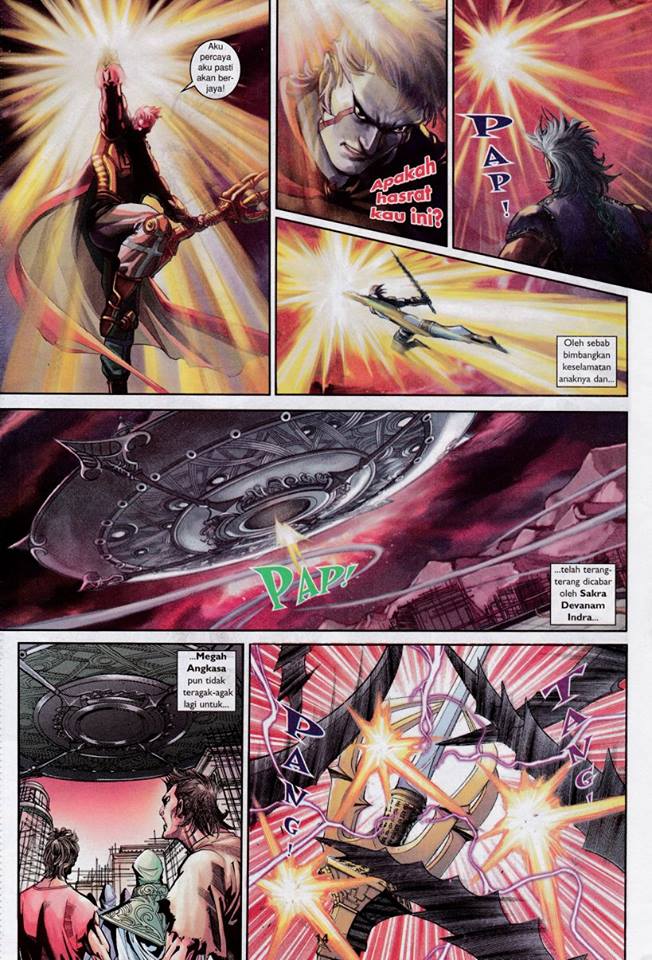 Aku
percaya
aku pasti
akan ber-
jaya!
Apakah
hasrat
kau ini?
PAP!
Oleh sebab
bimbangkan
keselamatan
anaknya dan...
PAP!
...telah terang-
terang dicabar
oleh Sakra
Devanam
Indra...
...Megah
Angkasa
pun tidak
teragak-agak
lagi untuk...
PANG!
TANG!